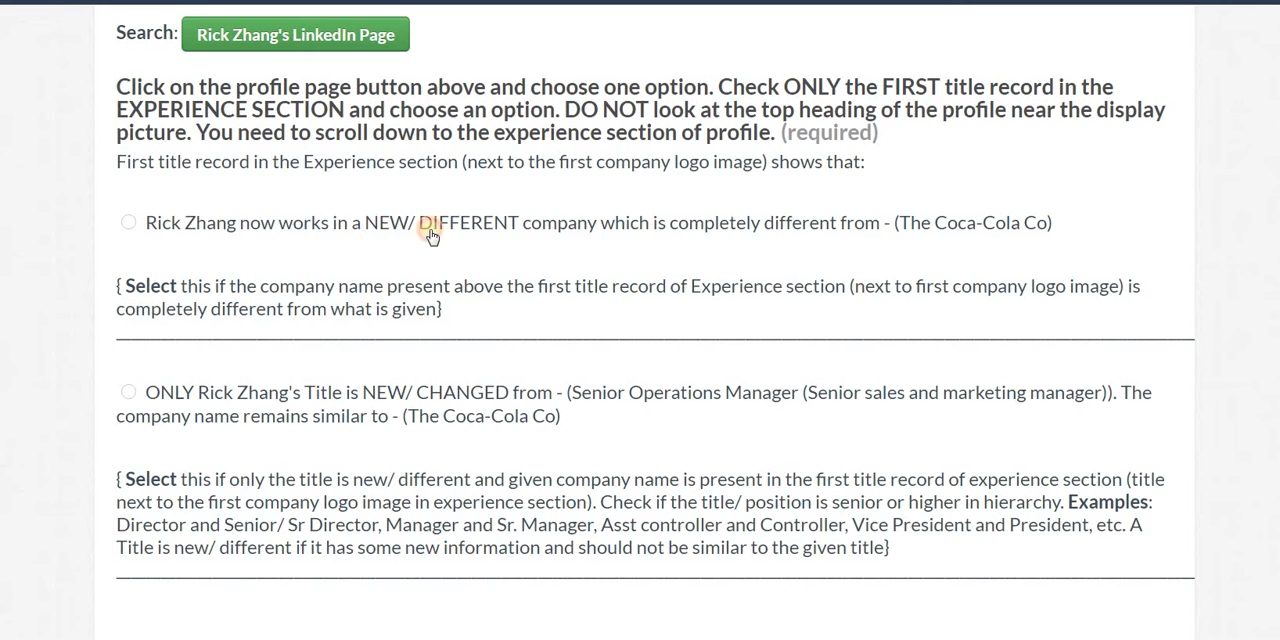 Search: Rick Zhang's LinkedIn Page
Click on the profile page button above and choose one option. Check ONLY the FIRST title record in the
EXPERIENCE SECTION and choose an option. DO NOT look at the top heading of the profile near the display
picture. You need to scroll down to the experience section of profile. (required)
First title record in the Experience section (next to the first company logo image) shows that:
Rick Zhang now works in a NEW/ DIFFERENT company which is completely different from - (The Coca-Cola Co)
{ Select this if the company name present above the first title record of Experience section (next to first company logo image) is
completely different from what is given}
ONLY Rick Zhang's Title is NEW/ CHANGED from - (Senior Operations Manager (Senior sales and marketing manager)). The
company name remains similar to - (The Coca-Cola Co)
{ Select this if only the title is new/ different and given company name is present in the first title record of experience section (title
next to the first company logo image in experience section). Check if the title/ position is senior or higher in hierarchy. Examples:
Director and Senior/ Sr Director, Manager and Sr. Manager, Asst controller and Controller, Vice President and President, etc. A
Title is new/ different if it has some new information and should not be similar to the given title}